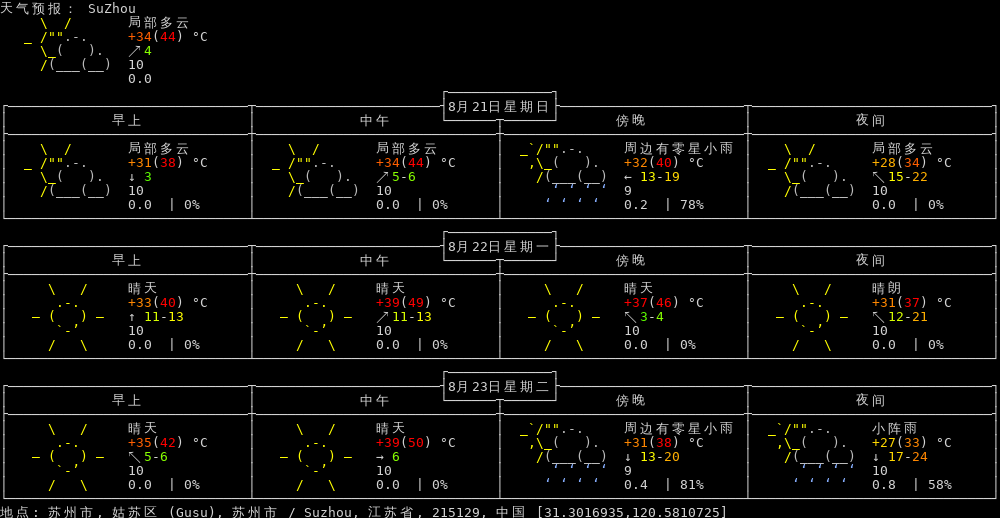 天气预报: SuZhou
局部多云
+34(44) °C
↗4
10
0.0
8月21日星期日
早上 中午 傍晚 夜间
局部多云 局部多云 周边有零星小雨 局部多云
+31(38) °C +34(44) °C +32(40) °C +28(34) °C
↓ 3 ↗5-6 ← 13-19 ↖15-22
10 10 9 10
0.0 | 0% 0.0 | 0% 0.2 | 78% 0.0 | 0%
8月22日星期一
早上 中午 傍晚 夜间
晴天 晴天 晴天 晴朗
+33(40) °C +39(49) °C +37(46) °C +31(37) °C
↑ 11-13 ↗11-13 ↖3-4 ↖12-21
10 10 10 10
0.0 | 0% 0.0 | 0% 0.0 | 0% 0.0 | 0%
8月23日星期二
早上 中午 傍晚 夜间
晴天 晴天 周边有零星小雨 小阵雨
+35(42) °C +39(50) °C +31(38) °C +27(33) °C
↖5-6 → 6 ↓ 13-20 ↓ 17-24
10 10 9 10
0.0 | 0% 0.0 | 0% 0.4 | 81% 0.8 | 58%
地点: 苏州市, 姑苏区 (Gusu), 苏州市 / Suzhou, 江苏省, 215129, 中国 [31.3016935,120.5810725]